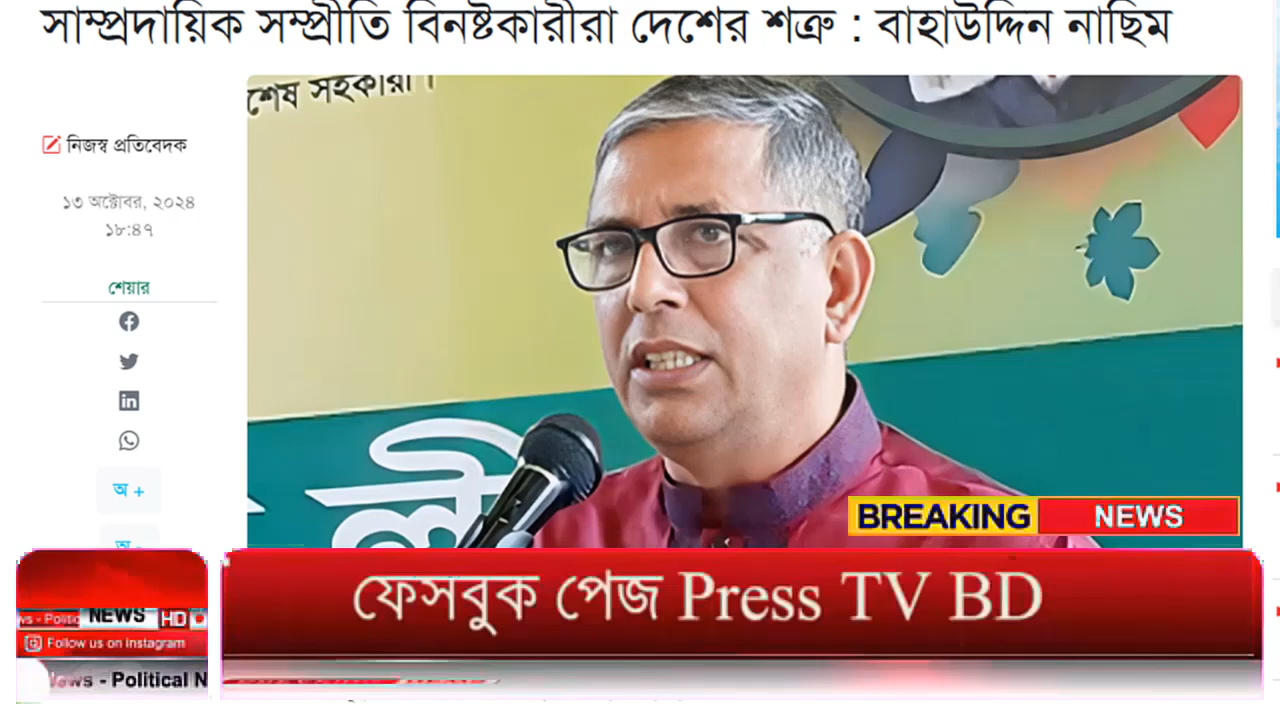 সাম্প্রদায়িক সম্প্রীতি বিনষ্টকারীরা দেশের শত্রু : বাহাউদ্দিন নাছিম
শেষ সহকারী।
নিজস্ব প্রতিবেদক
১৩ অক্টোবর, ২০২৪
১৮:৪৭
শেয়ার
অ +
অ -
লী
BREAKING NEWS
ফেসবুক পেজ Press TV BD
NEWS HD
Follow us on Instagram
News - Political N